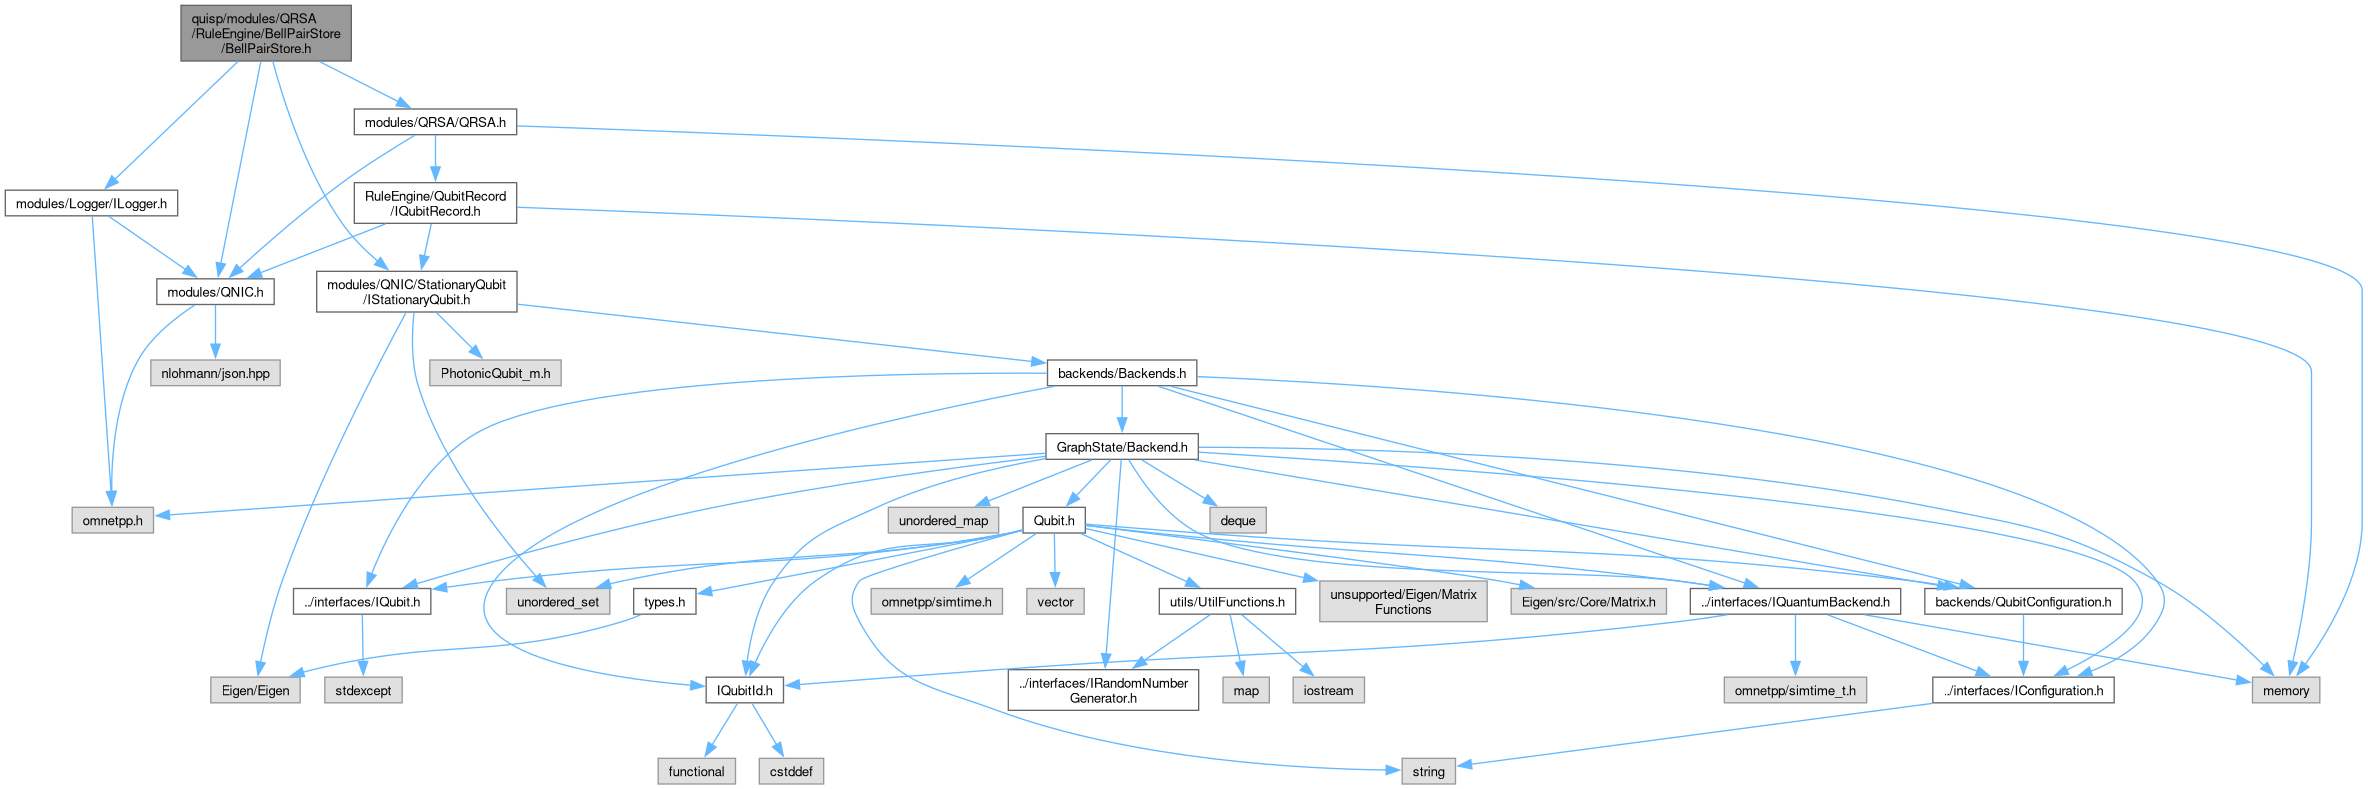 quisp/modules/QRSA
/RuleEngine/BellPairStore
/BellPairStore.h
modules/QRSA/QRSA.h
modules/Logger/ILogger.h
RuleEngine/QubitRecord
/IQubitRecord.h
modules/QNIC.h
modules/QNIC/StationaryQubit
/IStationaryQubit.h
nlohmann/json.hpp
PhotonicQubit_m.h
backends/Backends.h
GraphState/Backend.h
omnetpp.h
unordered_map
Qubit.h
deque
../interfaces/IQubit.h
unordered_set
types.h
omnetpp/simtime.h
vector
utils/UtilFunctions.h
unsupported/Eigen/Matrix
Functions
Eigen/src/Core/Matrix.h
../interfaces/IQuantumBackend.h
backends/QubitConfiguration.h
Eigen/Eigen
stdexcept
IQubitId.h
../interfaces/IRandomNumber
Generator.h
map
iostream
omnetpp/simtime_t.h
../interfaces/IConfiguration.h
memory
functional
cstddef
string